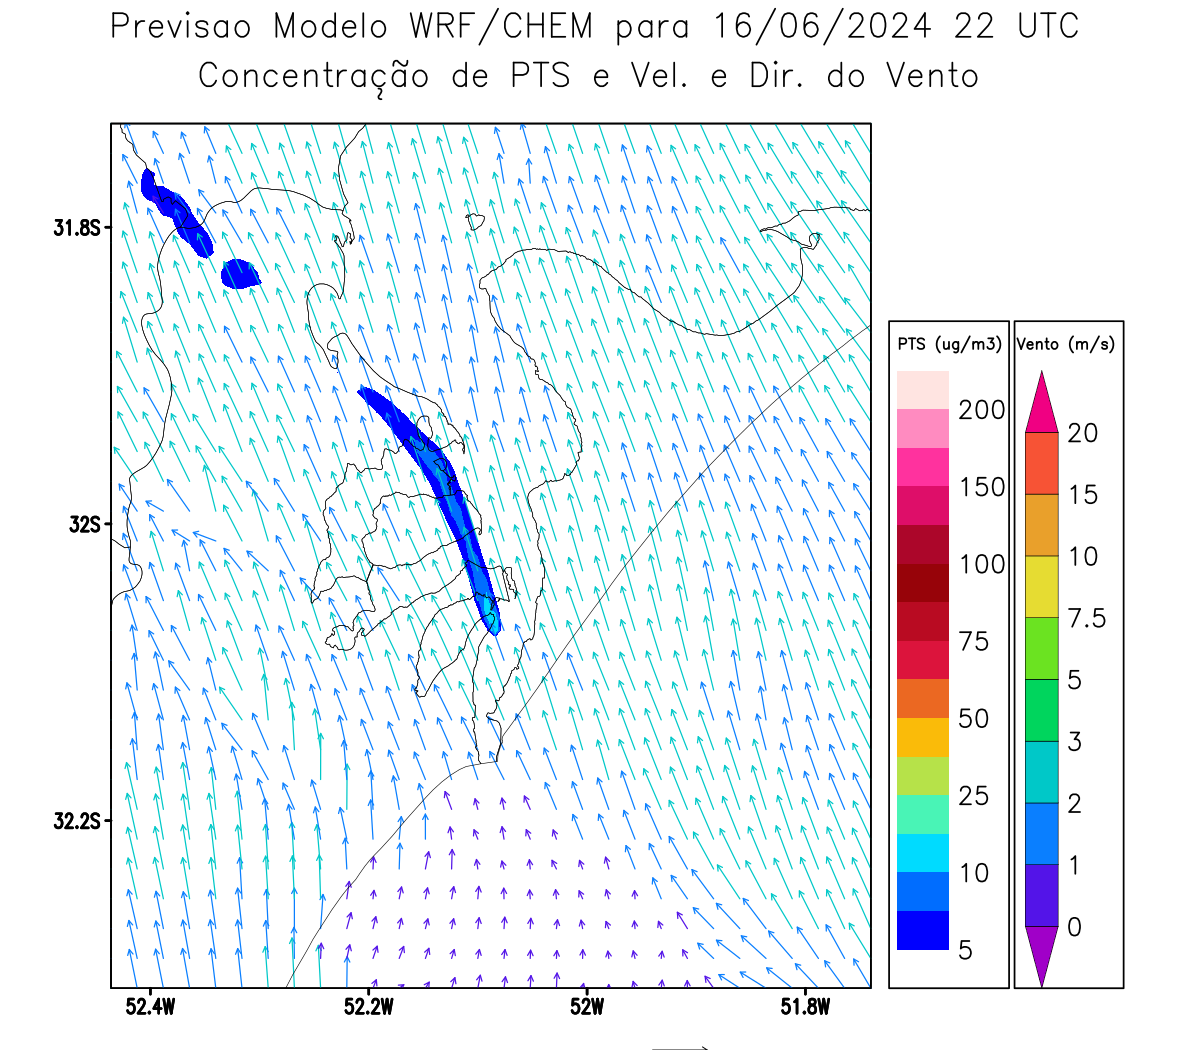 Previsao Modelo WRF/CHEM para 16/06/2024 22 UTC
Concentração de PTS e Vel. e Dir. do Vento
31.8S
32S
32.2S
52.4W 52.2W 52W 51.8W
PTS (ug/m3)
200
150
100
75
50
25
10
5
Vento (m/s)
20
15
10
7.5
5
3
2
1
0